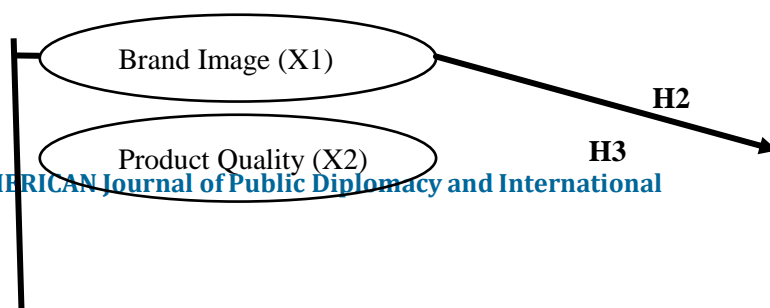 Brand Image (X1)
H2
H3
Product Quality (X2)
ERICAN Journal of Public Diplomacy and International